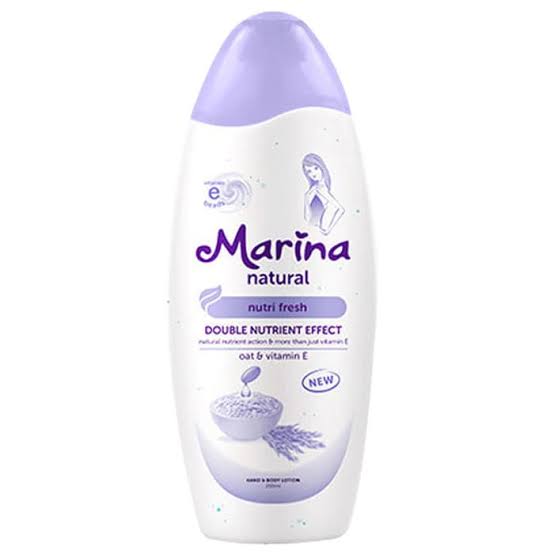 vitamin
e
beads
Marina
natural
nutri fresh
DOUBLE NUTRIENT EFFECT
natural nutrient action & more than just vitamin E
oat & vitamin E
NEW
HAND & BODY LOTION